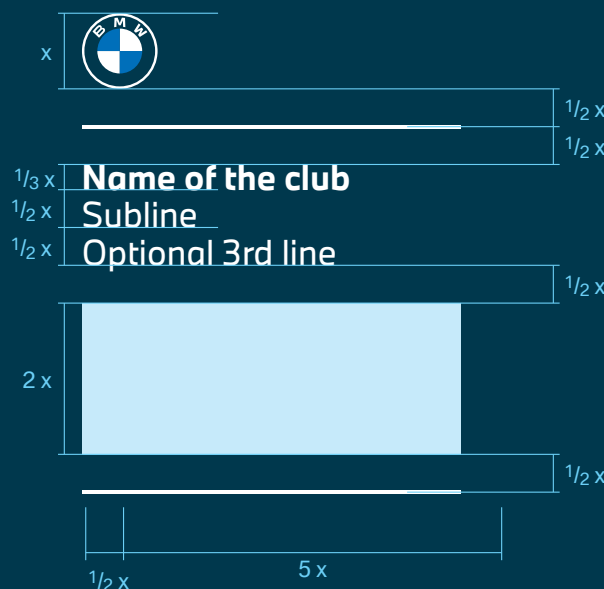 BMW
x
1/2 x
1/2 x
1/3 x
Name of the club
1/2 x
Subline
1/2 x
Optional 3rd line
1/2 x
2 x
1/2 x
5 x
1/2 x